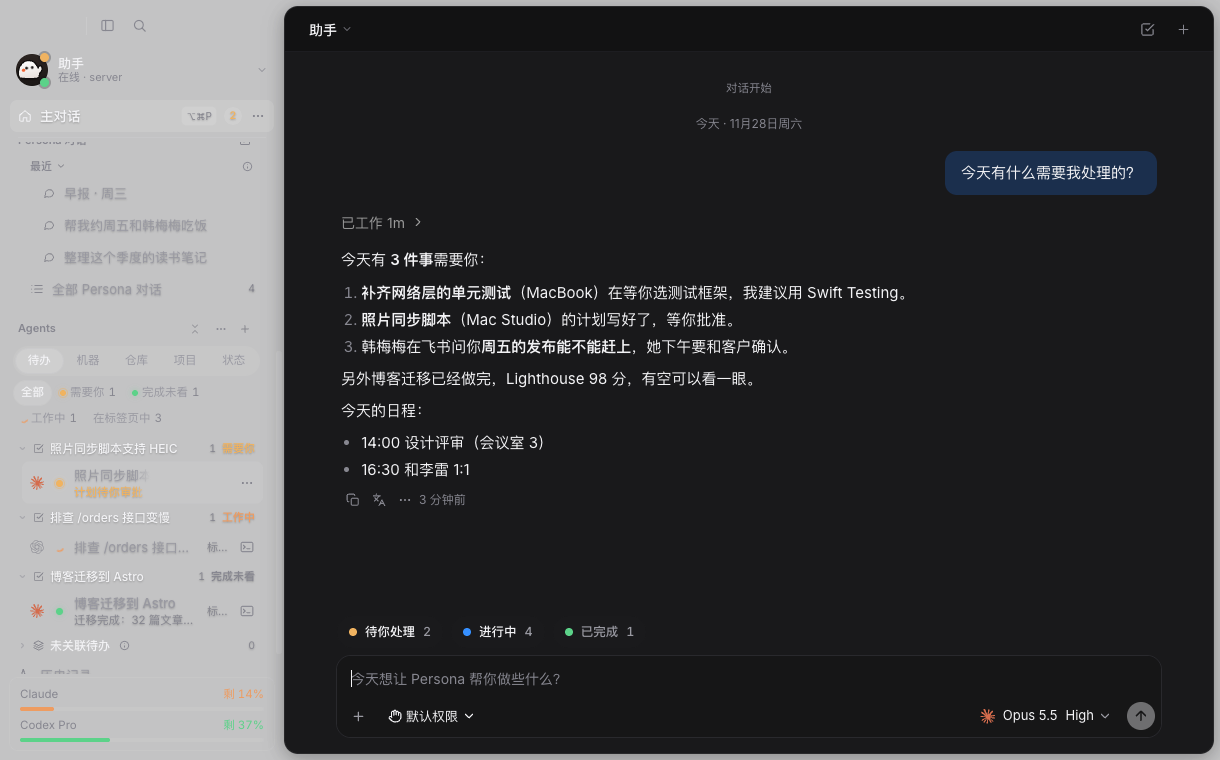 助手
在线 · server
主对话
⌥⌘P
2
最近
早报 · 周三
帮我约周五和韩梅梅吃饭
整理这个季度的读书笔记
全部 Persona 对话 4
Agents
待办 机器 仓库 项目 状态
全部 需要你 1 完成未看 1
工作中 1 在标签页中 3
照片同步脚本支持 HEIC 1
照片同步脚
排查 /orders 接口变慢 1 工作中
排查 /orders 接口... 标...
博客迁移到 Astro 1 完成未看
博客迁移到 Astro 标...
迁移完成：32 篇文章...
未关联待办 0
Claude 剩 14%
Codex Pro 剩 37%
助手
对话开始
今天 · 11月28日周六
今天有什么需要我处理的？
已工作 1m
今天有 3 件事需要你：
1. 补齐网络层的单元测试（MacBook）在等你选测试框架，我建议用 Swift Testing。
2. 照片同步脚本（Mac Studio）的计划写好了，等你批准。
3. 韩梅梅在飞书问你周五的发布能不能赶上，她下午要和客户确认。
另外博客迁移已经做完，Lighthouse 98 分，有空可以看一眼。
今天的日程：
14:00 设计评审（会议室 3）
16:30 和李雷 1:1
3 分钟前
待你处理 2 进行中 4 已完成 1
今天想让 Persona 帮你做些什么？
默认权限
Opus 5.5 High